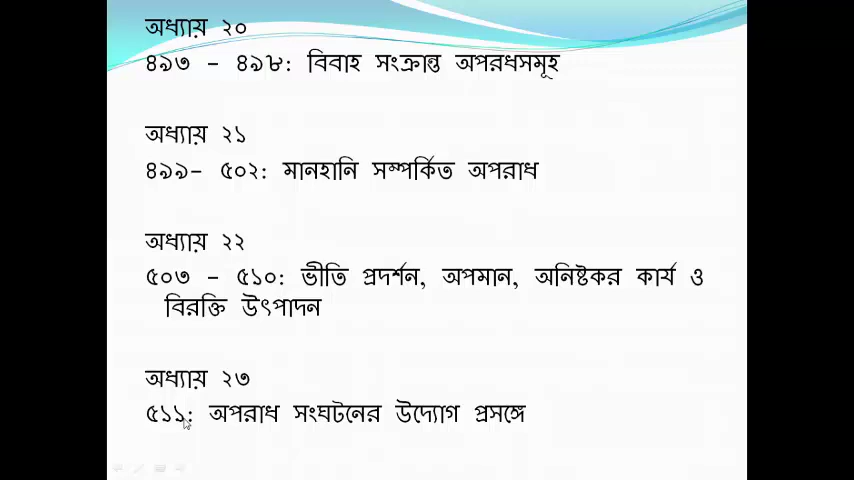 অধ্যায় ২০
৪৯৩ - ৪৯৮: বিবাহ সংক্রান্ত অপরধসমূহ
অধ্যায় ২১
৪৯৯- ৫০২: মানহানি সম্পর্কিত অপরাধ
অধ্যায় ২২
৫০৩ - ৫১০: ভীতি প্রদর্শন, অপমান, অনিষ্টকর কার্য ও
বিরক্তি উৎপাদন
অধ্যায় ২৩
৫১১: অপরাধ সংঘটনের উদ্যোগ প্রসঙ্গে